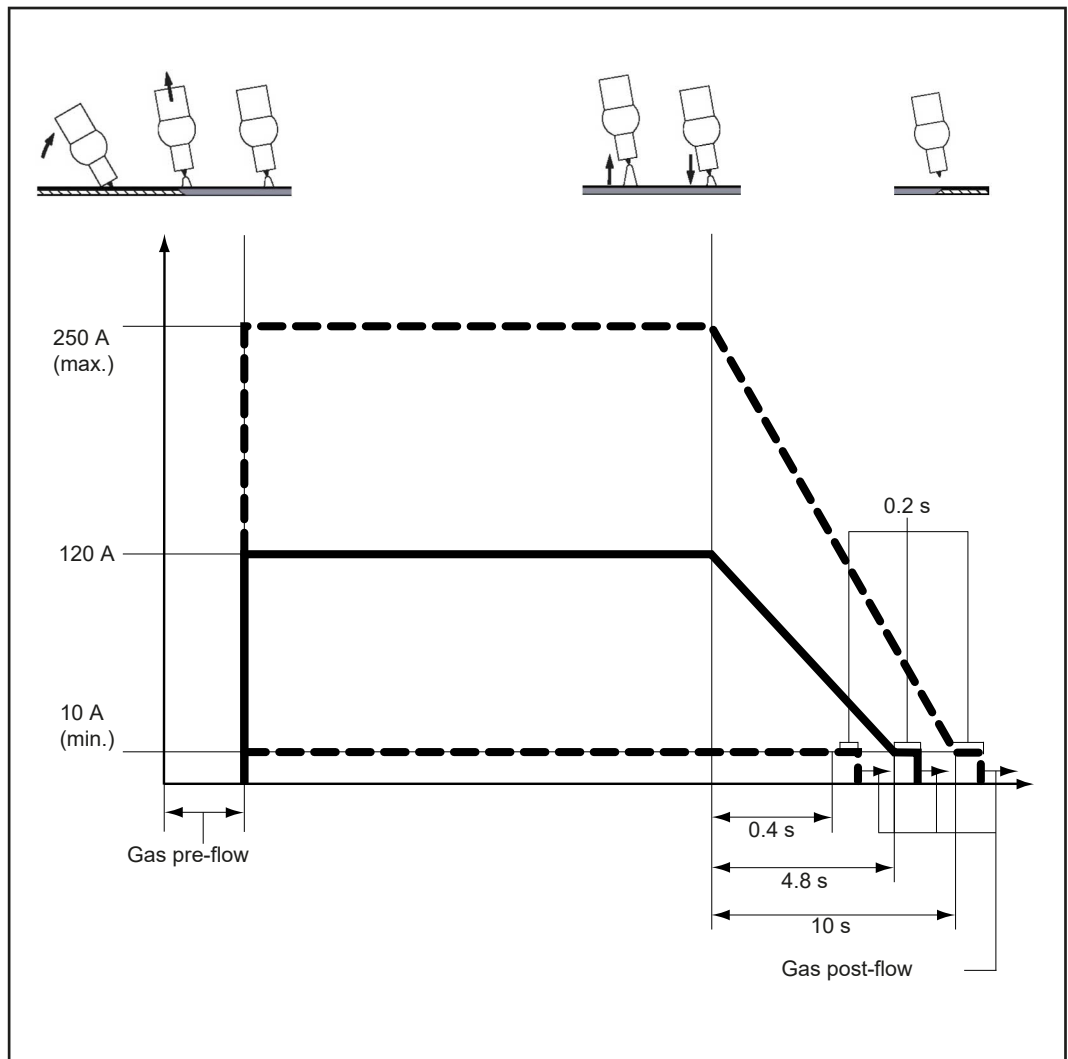 250 A
(max.)
0.2 s
120 A
10 A
(min.)
0.4 s
Gas pre-flow
4.8 s
10 s
Gas post-flow